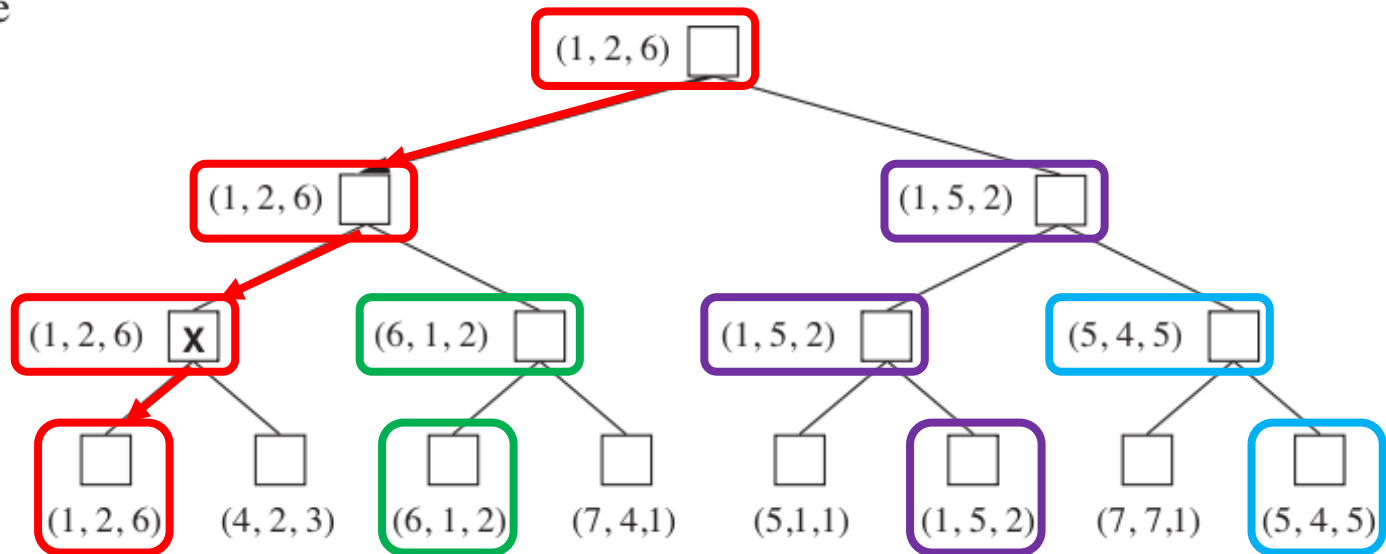 e
(1, 2, 6)
(1, 2, 6) (1, 5, 2)
(1, 2, 6) X (6, 1, 2) (1, 5, 2) (5, 4, 5)
(1, 2, 6) (4, 2, 3) (6, 1, 2) (7, 4,1) (5,1,1) (1, 5, 2) (7, 7,1) (5, 4, 5)